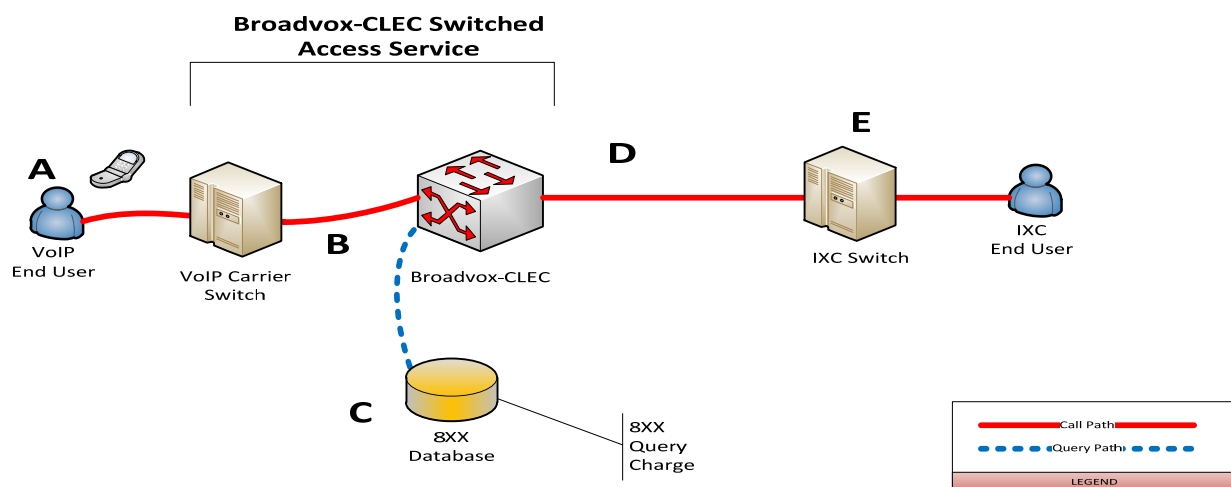 Broadvox-CLEC Switched
Access Service
E
D
A
B
VoIP
End User
VoIP Carrier
Switch
Broadvox-CLEC
IXC Switch
IXC
End User
C
8XX
Database
8XX
Query
Charge
Call Path
Query Path
LEGEND